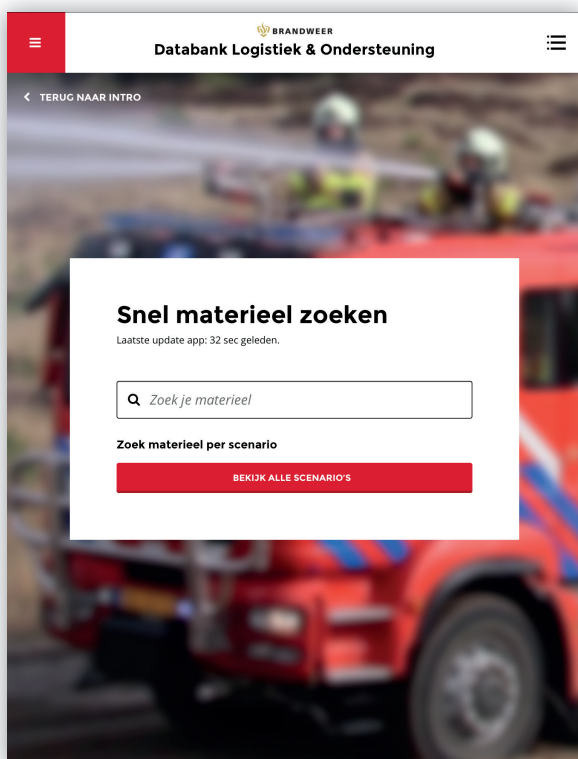 BRANDWEER
Databank Logistiek & Ondersteuning
TERUG NAAR INTRO
Snel materieel zoeken
Laatste update app: 32 sec geleden.
Zoek je materieel
Zoek materieel per scenario
BEKIJK ALLE SCENARIO'S